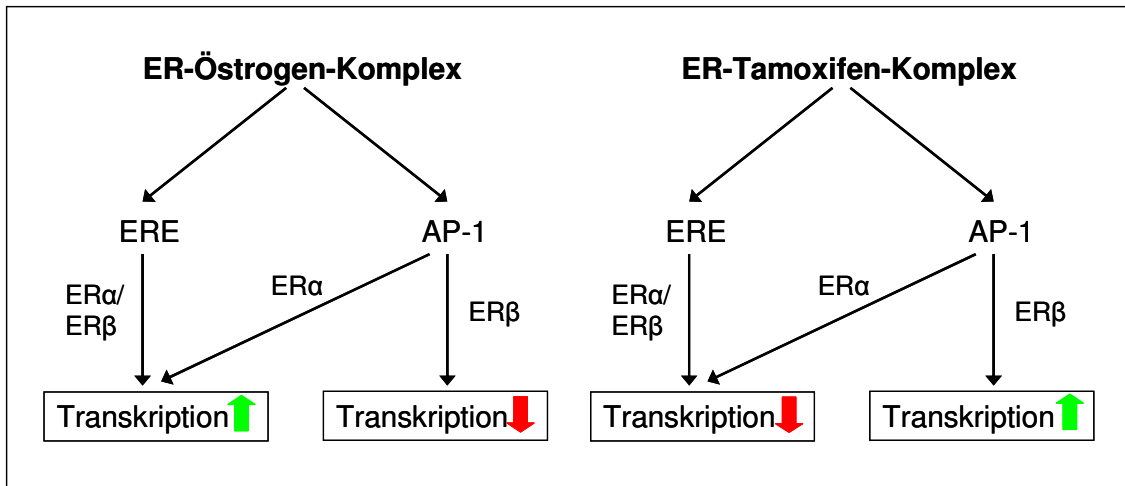 ER-Östrogen-Komplex
ERE
AP-1
ERα/
ERβ
ERα
ERβ
Transkription
Transkription
ER-Tamoxifen-Komplex
ERE
AP-1
ERα/
ERβ
ERα
ERβ
Transkription
Transkription